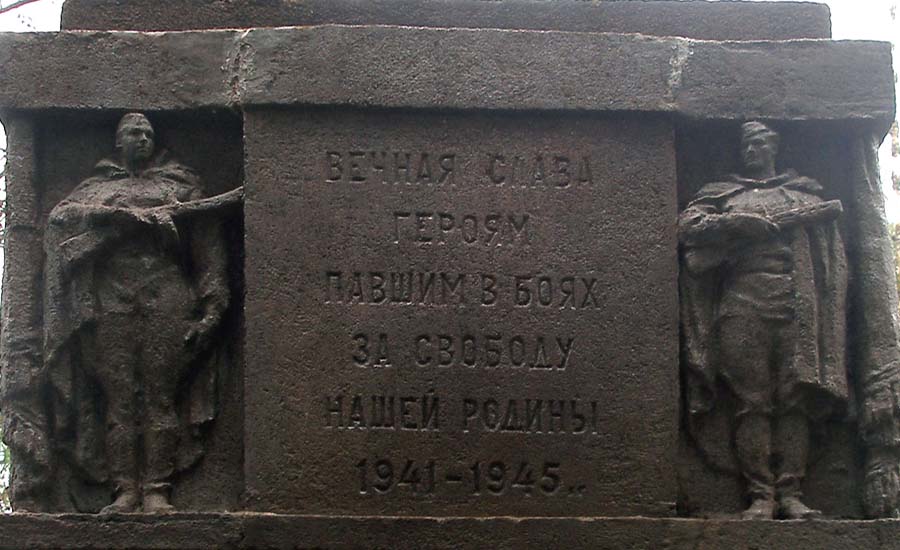 ВЕЧНАЯ СЛАВА
ГЕРОЯМ
ПАВШИМ В БОЯХ
ЗА СВОБОДУ
НАШЕЙ РОДИНЫ
1941-1945..